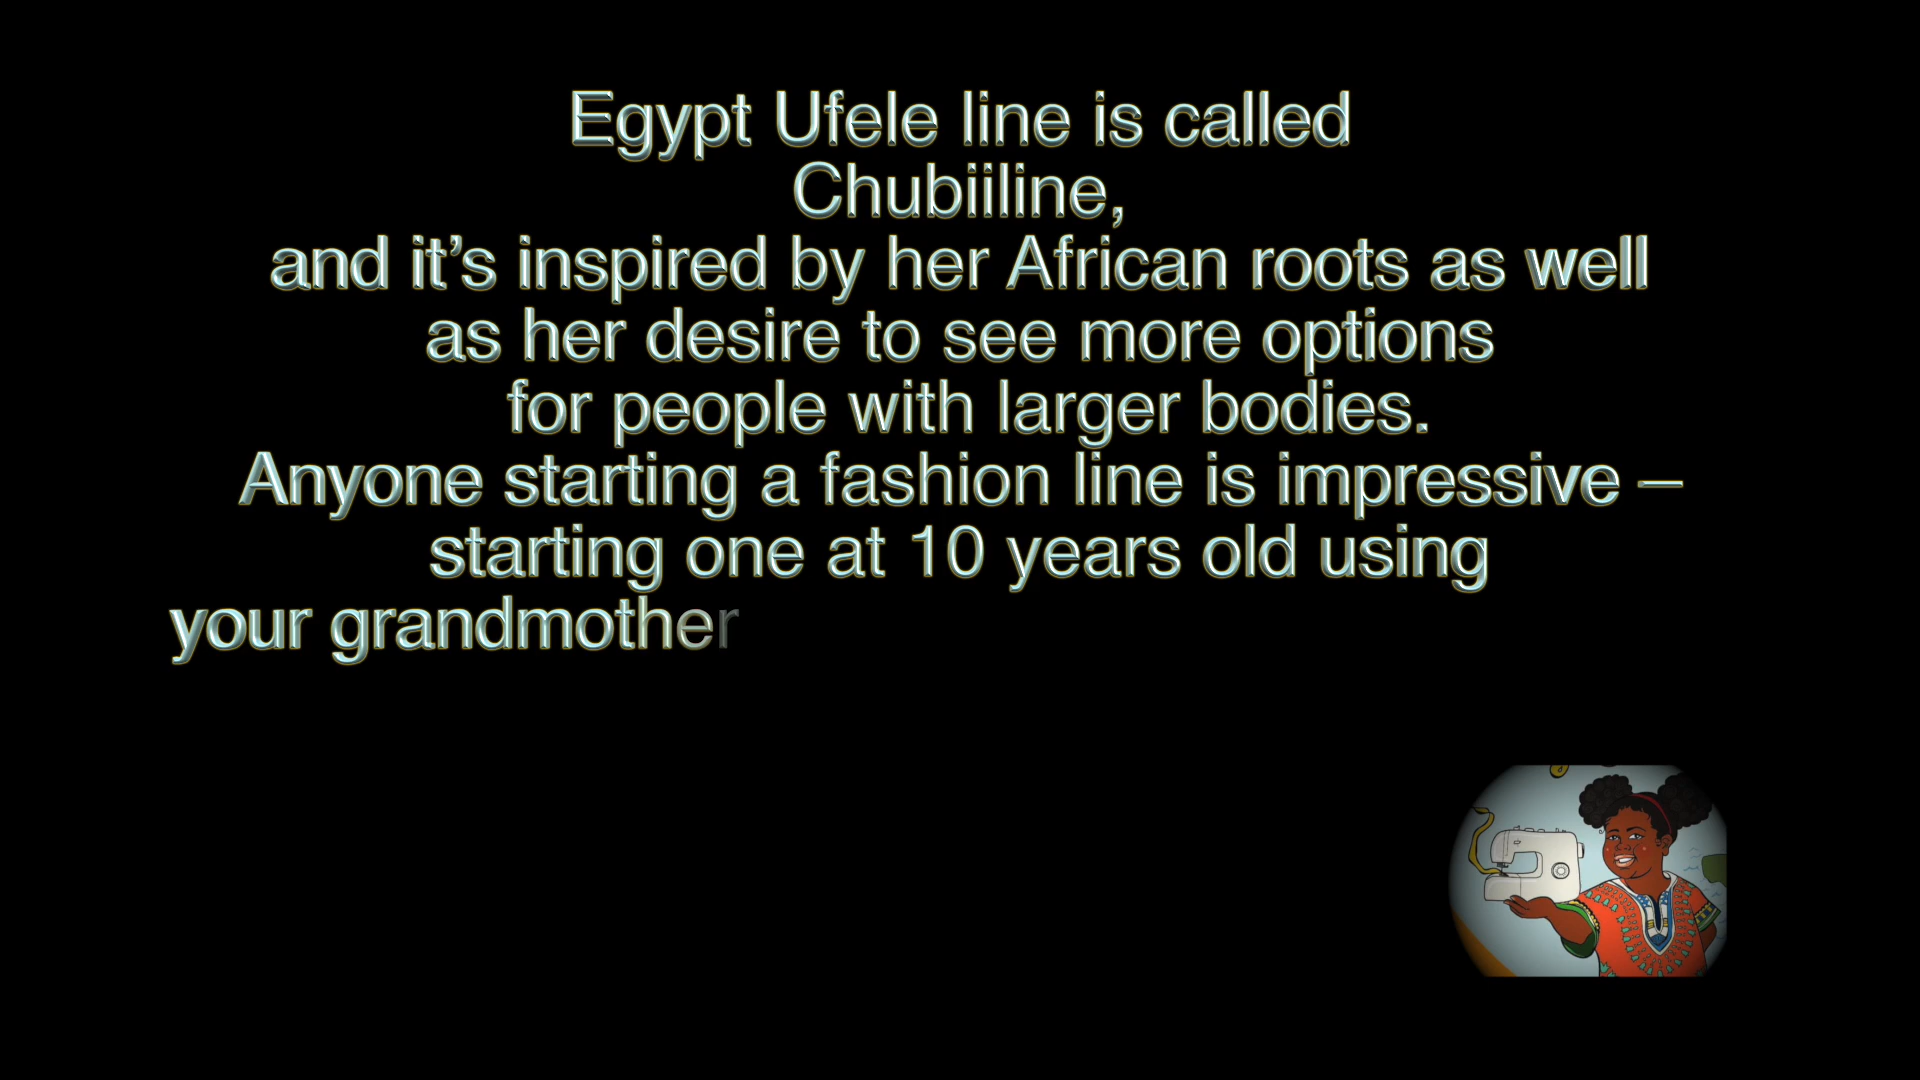 Egypt Ufele line is called
Chubiiline,
and it’s inspired by her African roots as well
as her desire to see more options
for people with larger bodies.
Anyone starting a fashion line is impressive –
starting one at 10 years old using
your grandmother